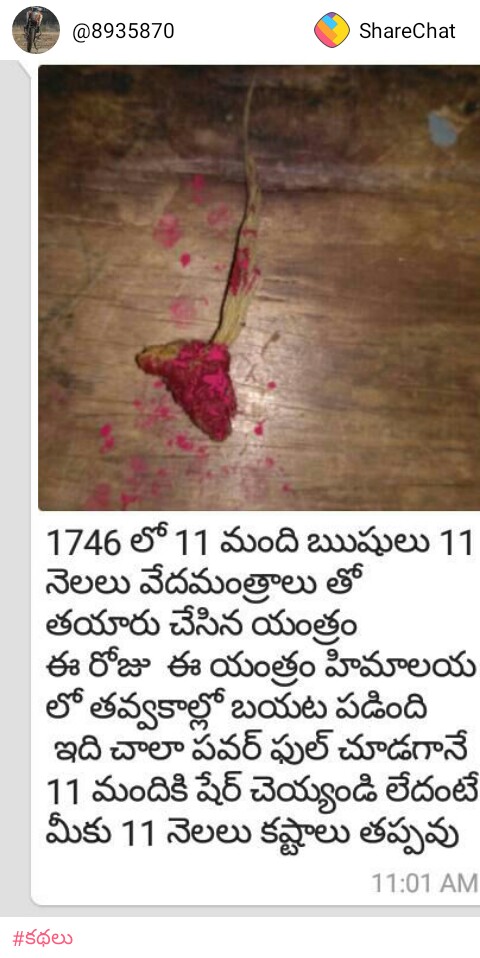 @8935870
ShareChat
1746 లో 11 మంది ఋుషులు 11
నెలలు వేదమంత్రాలు తో
తయారు చేసిన యంత్రం
ఈ రోజు ఈ యంత్రం హిమాలయ
లో తవ్వకాల్లో బయట పడింది
ఇది చాలా పవర్ ఫుల్ చూడగానే
11 మందికి షేర్ చెయ్యండి లేదంటే
మీకు 11 నెలలు కష్టాలు తప్పవు
11:01 AM
#కథలు